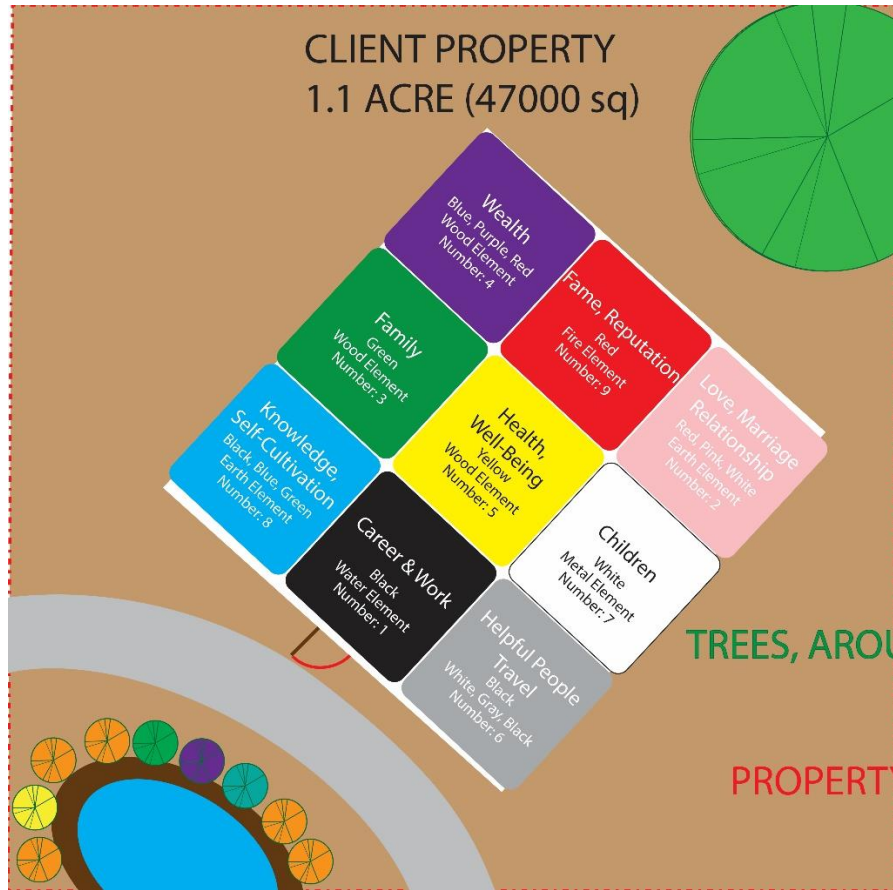 CLIENT PROPERTY
1.1 ACRE (47000 sq)
Wealth
Blue, Purple, Red
Wood Element
Number: 4
Fame, Reputation
Red
Fire Element
Number: 9
Love, Marriage
Relationship
Red, Pink, White
Earth Element
Number: 2
Family
Green
Wood Element
Number: 3
Health,
Well-Being
Yellow
Wood Element
Number: 5
Children
White
Metal Element
Number: 7
Knowledge,
Self-Cultivation
Black, Blue, Green
Earth Element
Number: 8
Career & Work
Black
Water Element
Number: 1
Helpful People
Travel
Black
White, Gray, Black
Number: 6
TREES, AROU
PROPERTY